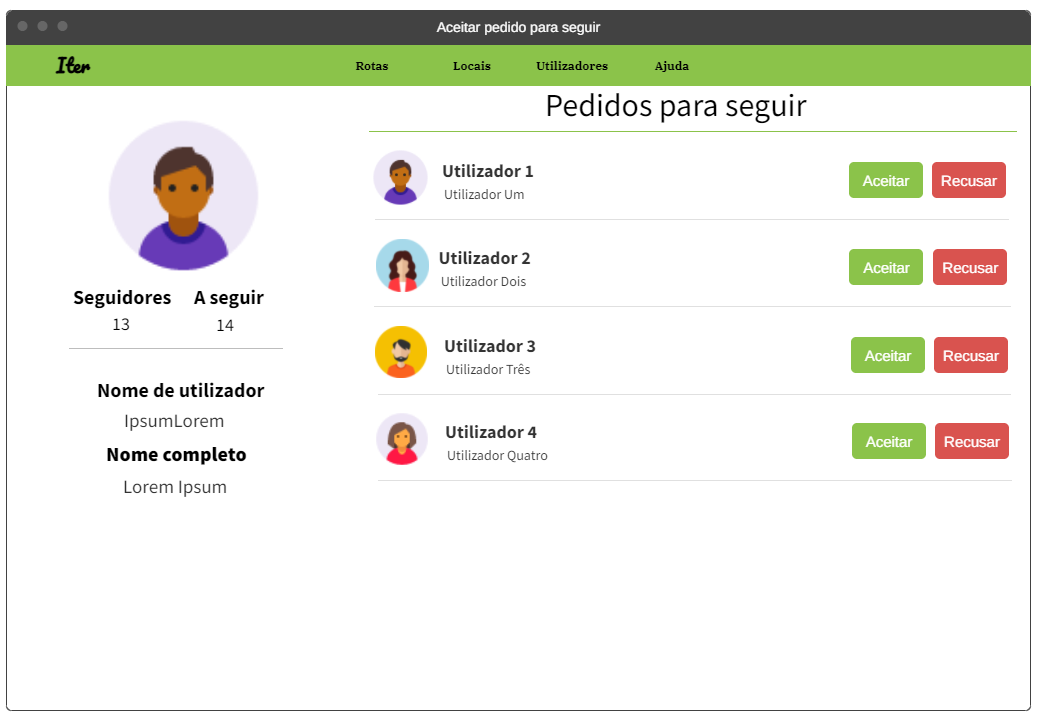 Aceitar pedido para seguir
Iter
Rotas Locais Utilizadores Ajuda
Seguidores A seguir
13 14
Nome de utilizador
IpsumLorem
Nome completo
Lorem Ipsum
Pedidos para seguir
Utilizador 1
Utilizador Um
Aceitar Recusar
Utilizador 2
Utilizador Dois
Aceitar Recusar
Utilizador 3
Utilizador Três
Aceitar Recusar
Utilizador 4
Utilizador Quatro
Aceitar Recusar